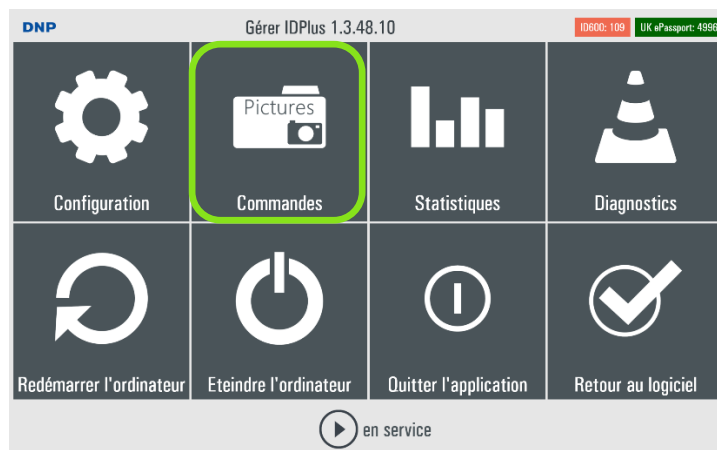 DNP
Gérer IDPlus 1.3.48.10
ID600: 109
UK ePassport: 4996
Pictures
Configuration
Commandes
Statistiques
Diagnostics
Redémarrer l'ordinateur
Eteindre l'ordinateur
Quitter l'application
Retour au logiciel
en service